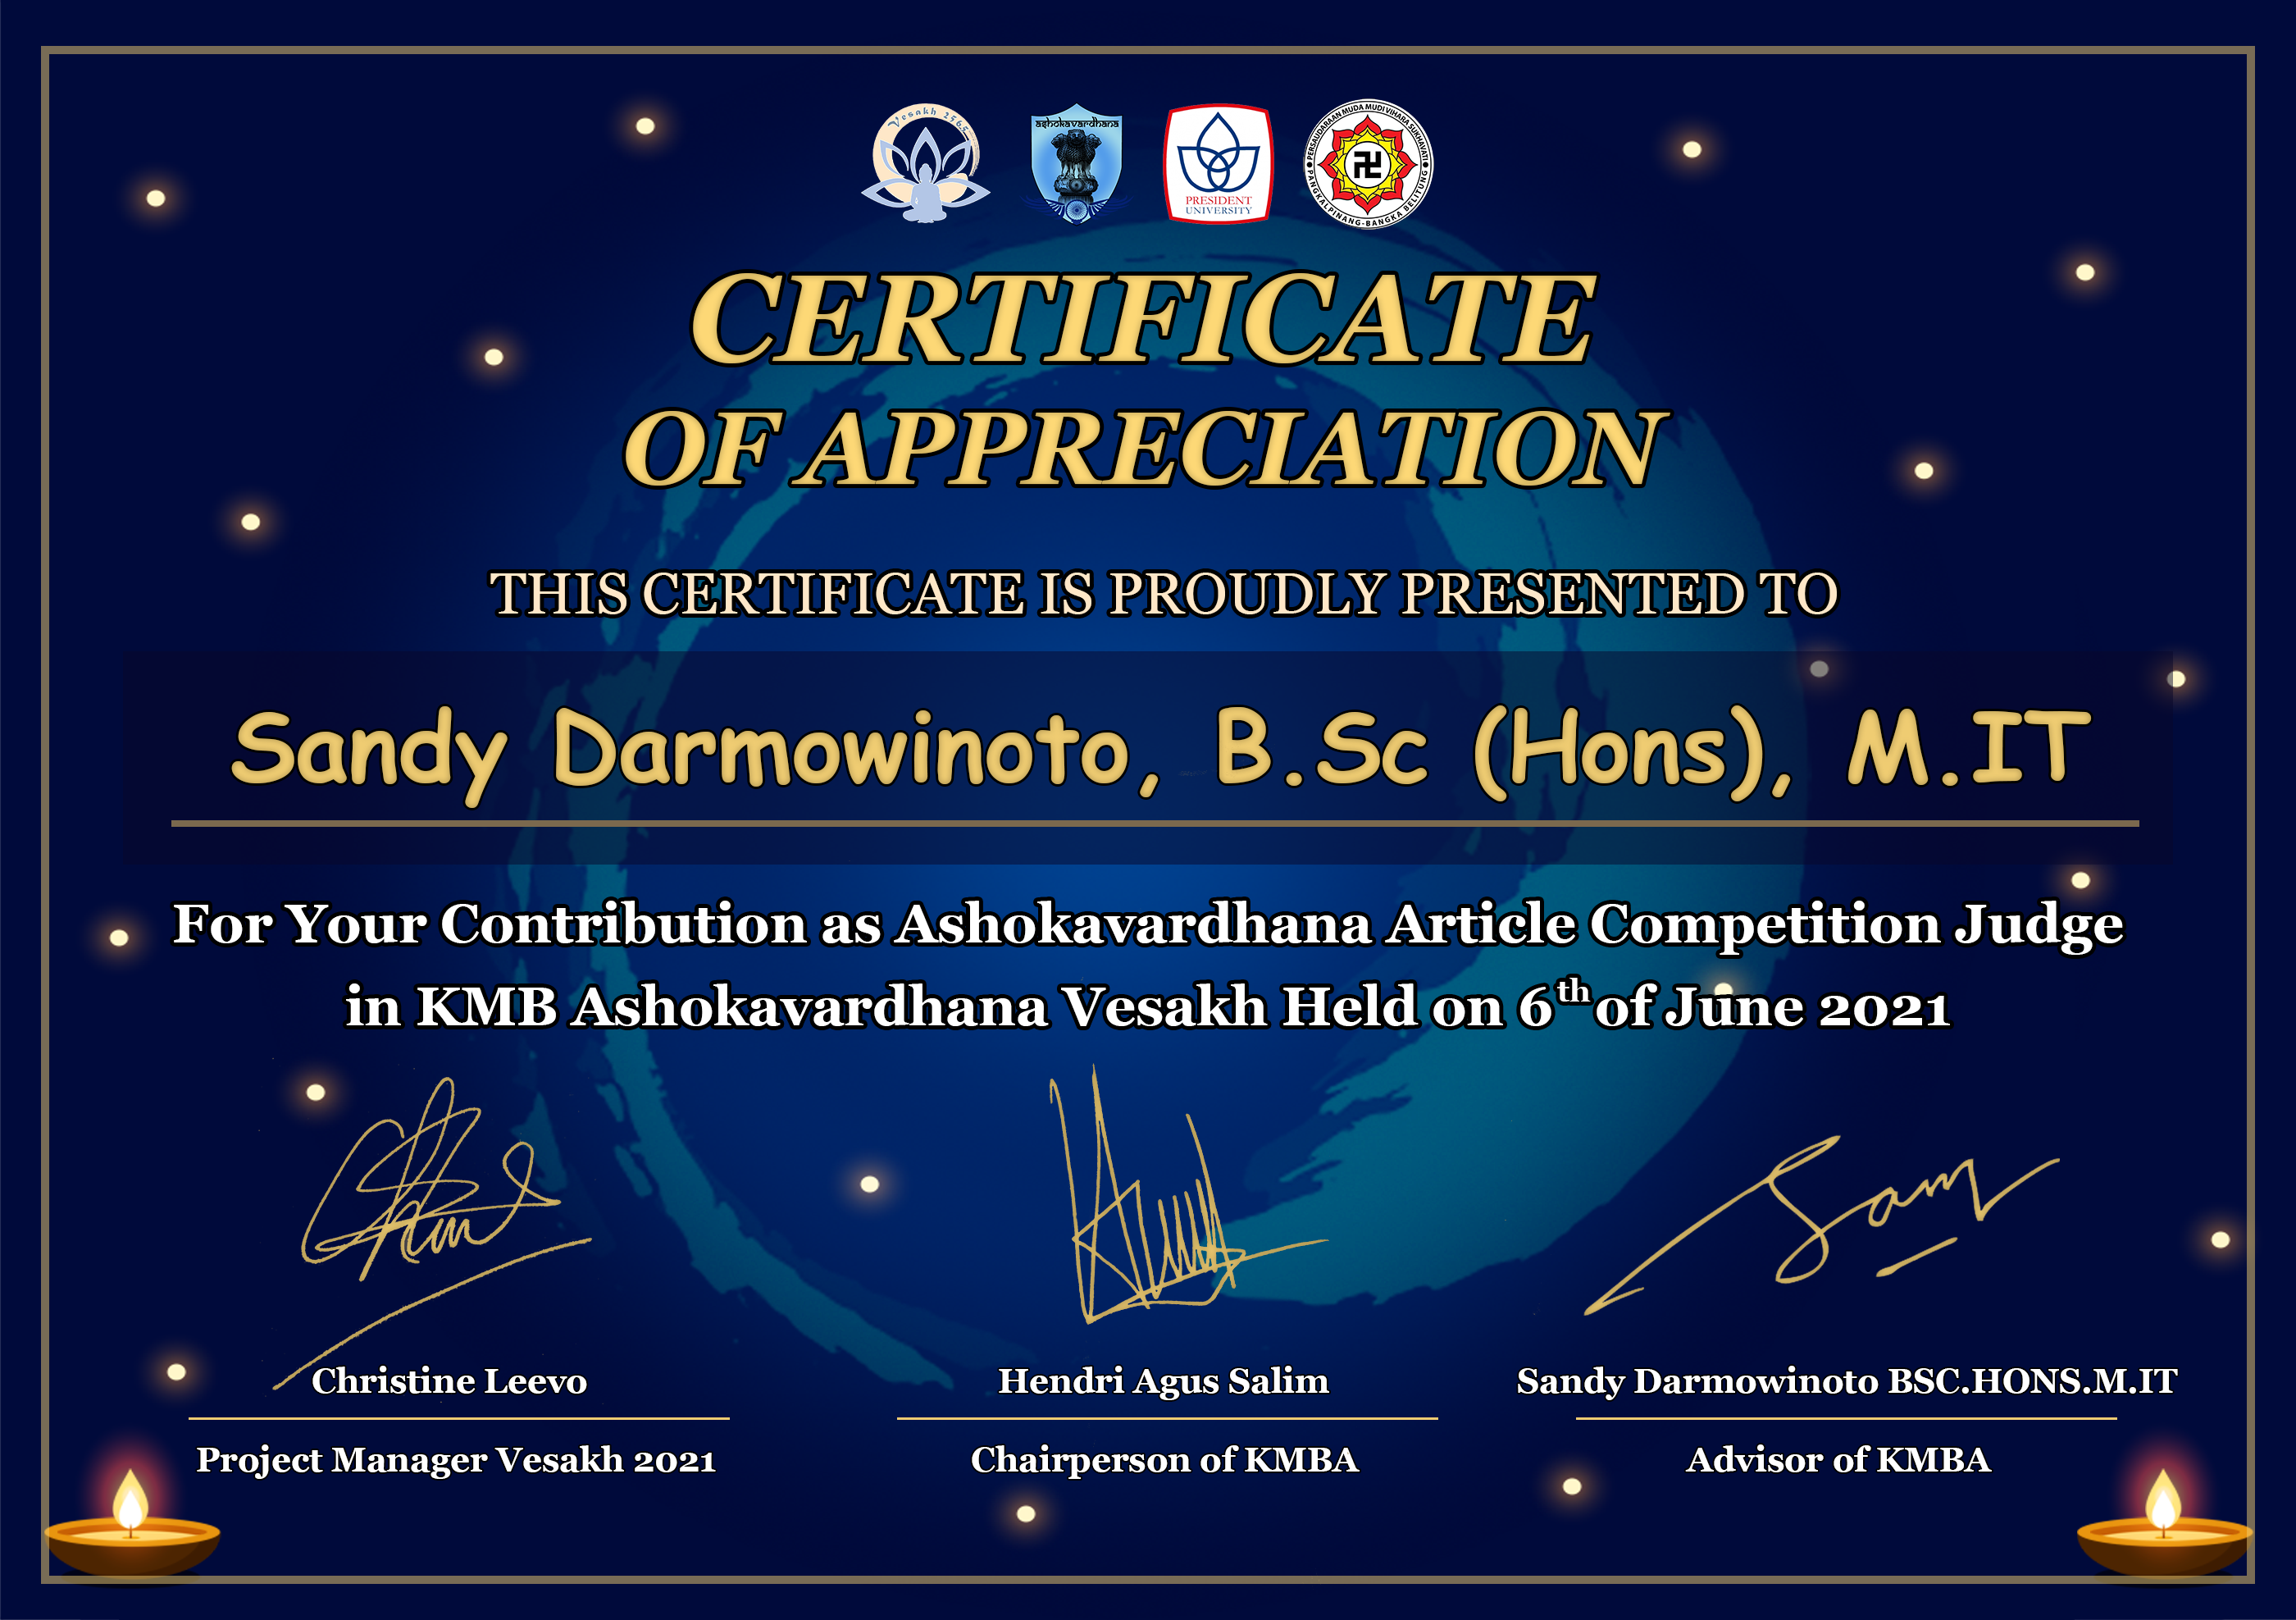 Vesakh 2565
ashokavardhana
PRESIDENT
UNIVERSITY
PERSAUDARAAN MUDA MUDI VIHARA SUKHAVATI
PANGKALPINANG-BANGKA BELITUNG
CERTIFICATE
OF APPRECIATION
THIS CERTIFICATE IS PROUDLY PRESENTED TO
Sandy Darmowinoto, B.Sc (Hons), M.IT
For Your Contribution as Ashokavardhana Article Competition Judge
in KMB Ashokavardhana Vesakh Held on 6th of June 2021
Christine Leevo
Hendri Agus Salim
Sandy Darmowinoto BSC.HONS.M.IT
Project Manager Vesakh 2021
Chairperson of KMBA
Advisor of KMBA